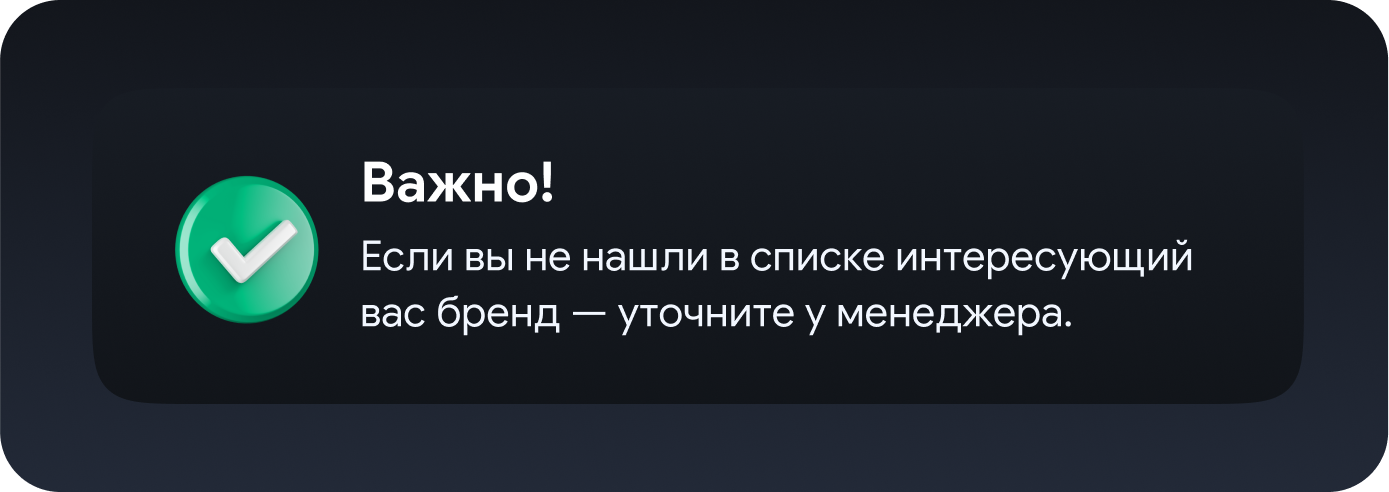 Важно!
Если вы не нашли в списке интересующий
вас бренд — уточните у менеджера.